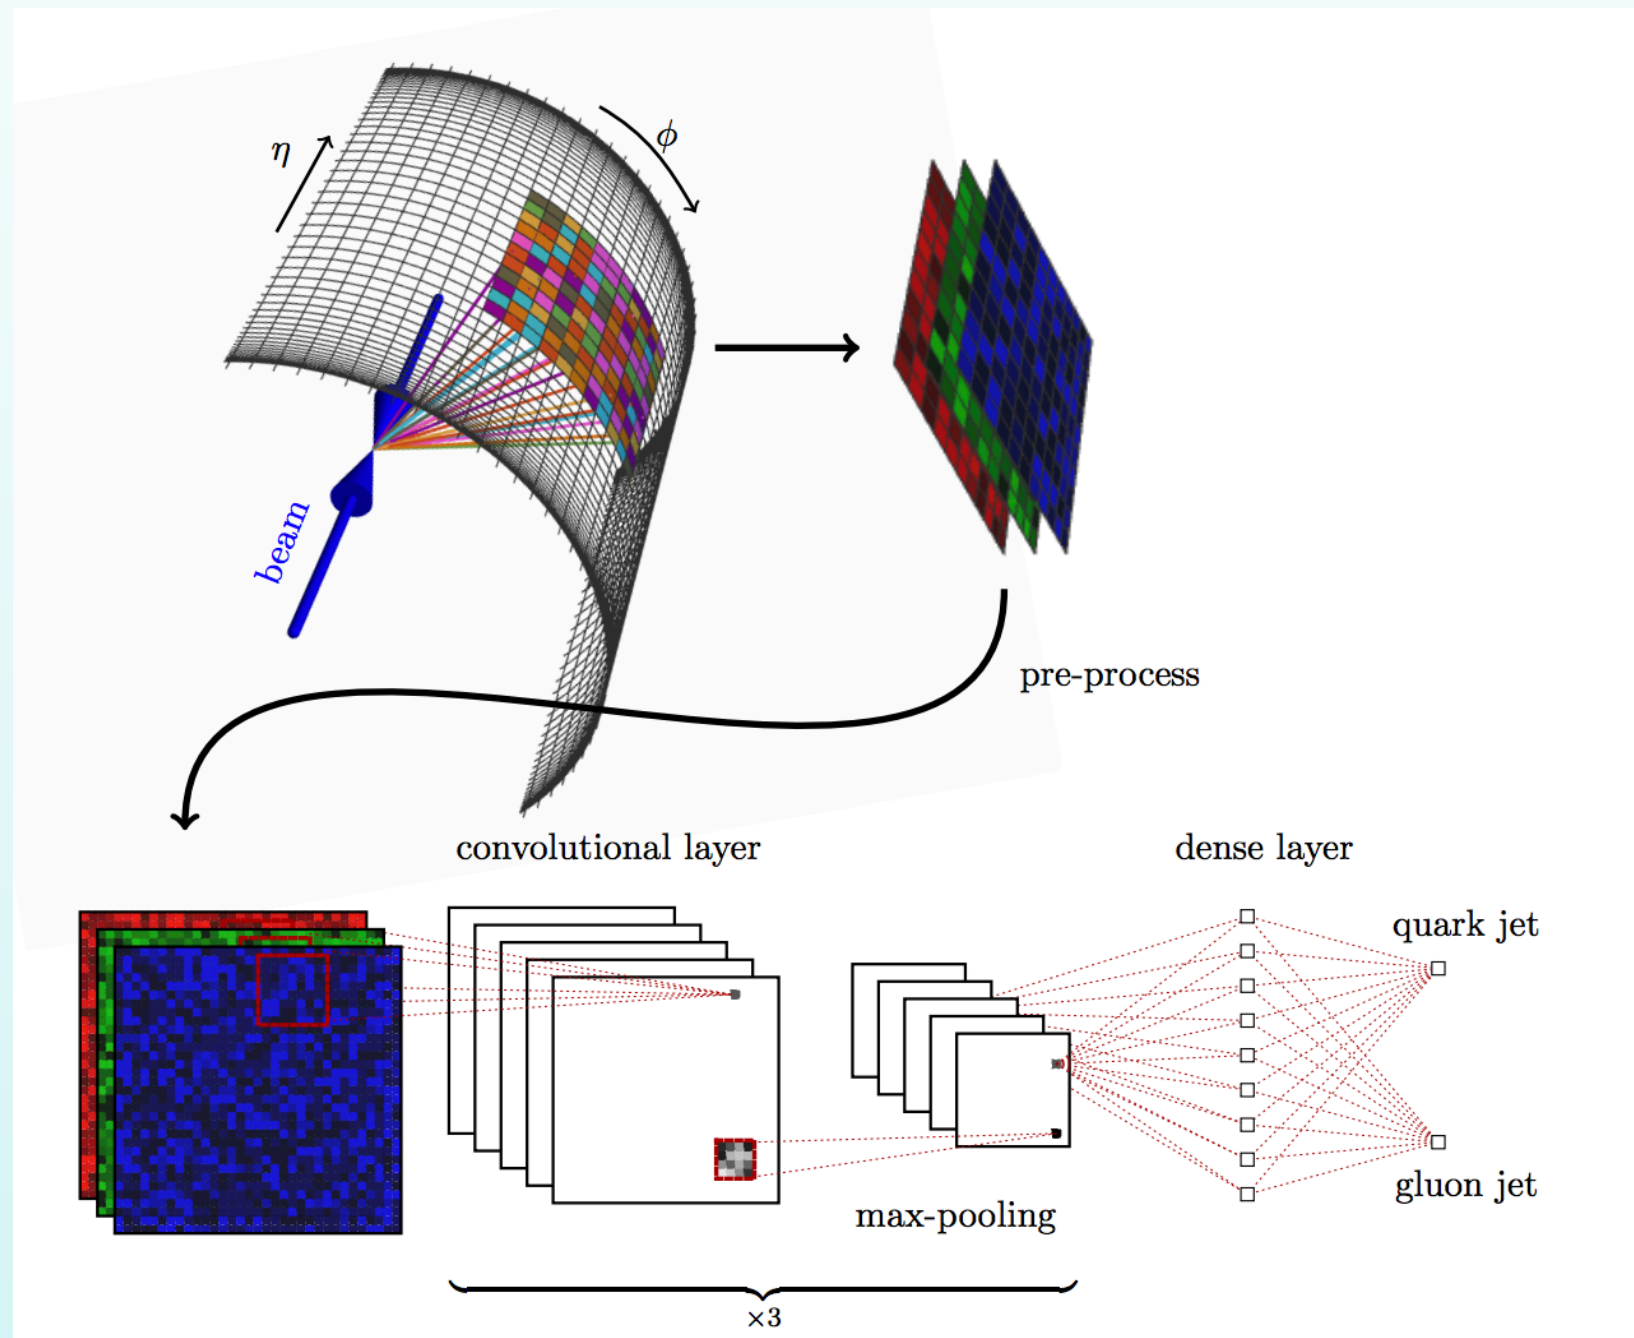 η
ϕ
beam
pre-process
convolutional layer
dense layer
quark jet
gluon jet
max-pooling
×3